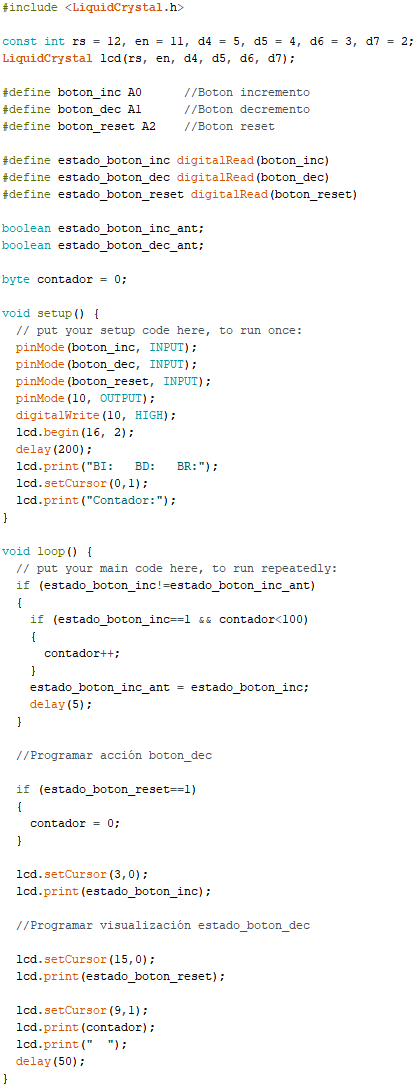 #include <LiquidCrystal.h>

const int rs = 12, en = 11, d4 = 5, d5 = 4, d6 = 3, d7 = 2;
LiquidCrystal lcd(rs, en, d4, d5, d6, d7);

#define boton_inc A0      //Boton incremento
#define boton_dec A1      //Boton decremento
#define boton_reset A2    //Boton reset

#define estado_boton_inc digitalRead(boton_inc)
#define estado_boton_dec digitalRead(boton_dec)
#define estado_boton_reset digitalRead(boton_reset)

boolean estado_boton_inc_ant;
boolean estado_boton_dec_ant;

byte contador = 0;

void setup() {
  // put your setup code here, to run once:
  pinMode(boton_inc, INPUT);
  pinMode(boton_dec, INPUT);
  pinMode(boton_reset, INPUT);
  pinMode(10, OUTPUT);
  digitalWrite(10, HIGH);
  lcd.begin(16, 2);
  delay(200);
  lcd.print("BI:   BD:   BR:");
  lcd.setCursor(0,1);
  lcd.print("Contador:");
}

void loop() {
  // put your main code here, to run repeatedly:
  if (estado_boton_inc!=estado_boton_inc_ant)
  {
    if (estado_boton_inc==1 && contador<100)
    {
      contador++;
    }
    estado_boton_inc_ant = estado_boton_inc;
    delay(5);
  }

  //Programar acción boton_dec

  if (estado_boton_reset==1)
  {
    contador = 0;
  }

  lcd.setCursor(3,0);
  lcd.print(estado_boton_inc);

  //Programar visualización estado_boton_dec

  lcd.setCursor(15,0);
  lcd.print(estado_boton_reset);

  lcd.setCursor(9,1);
  lcd.print(contador);
  lcd.print("  ");
  delay(50);
}